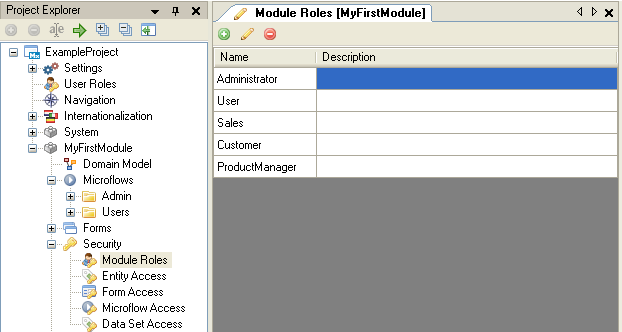 Project Explorer
ExampleProject
Settings
User Roles
Navigation
Internationalization
System
MyFirstModule
Domain Model
Microflows
Admin
Users
Forms
Security
Module Roles
Entity Access
Form Access
Microflow Access
Data Set Access
Module Roles [MyFirstModule]
Name Description
Administrator
User
Sales
Customer
ProductManager